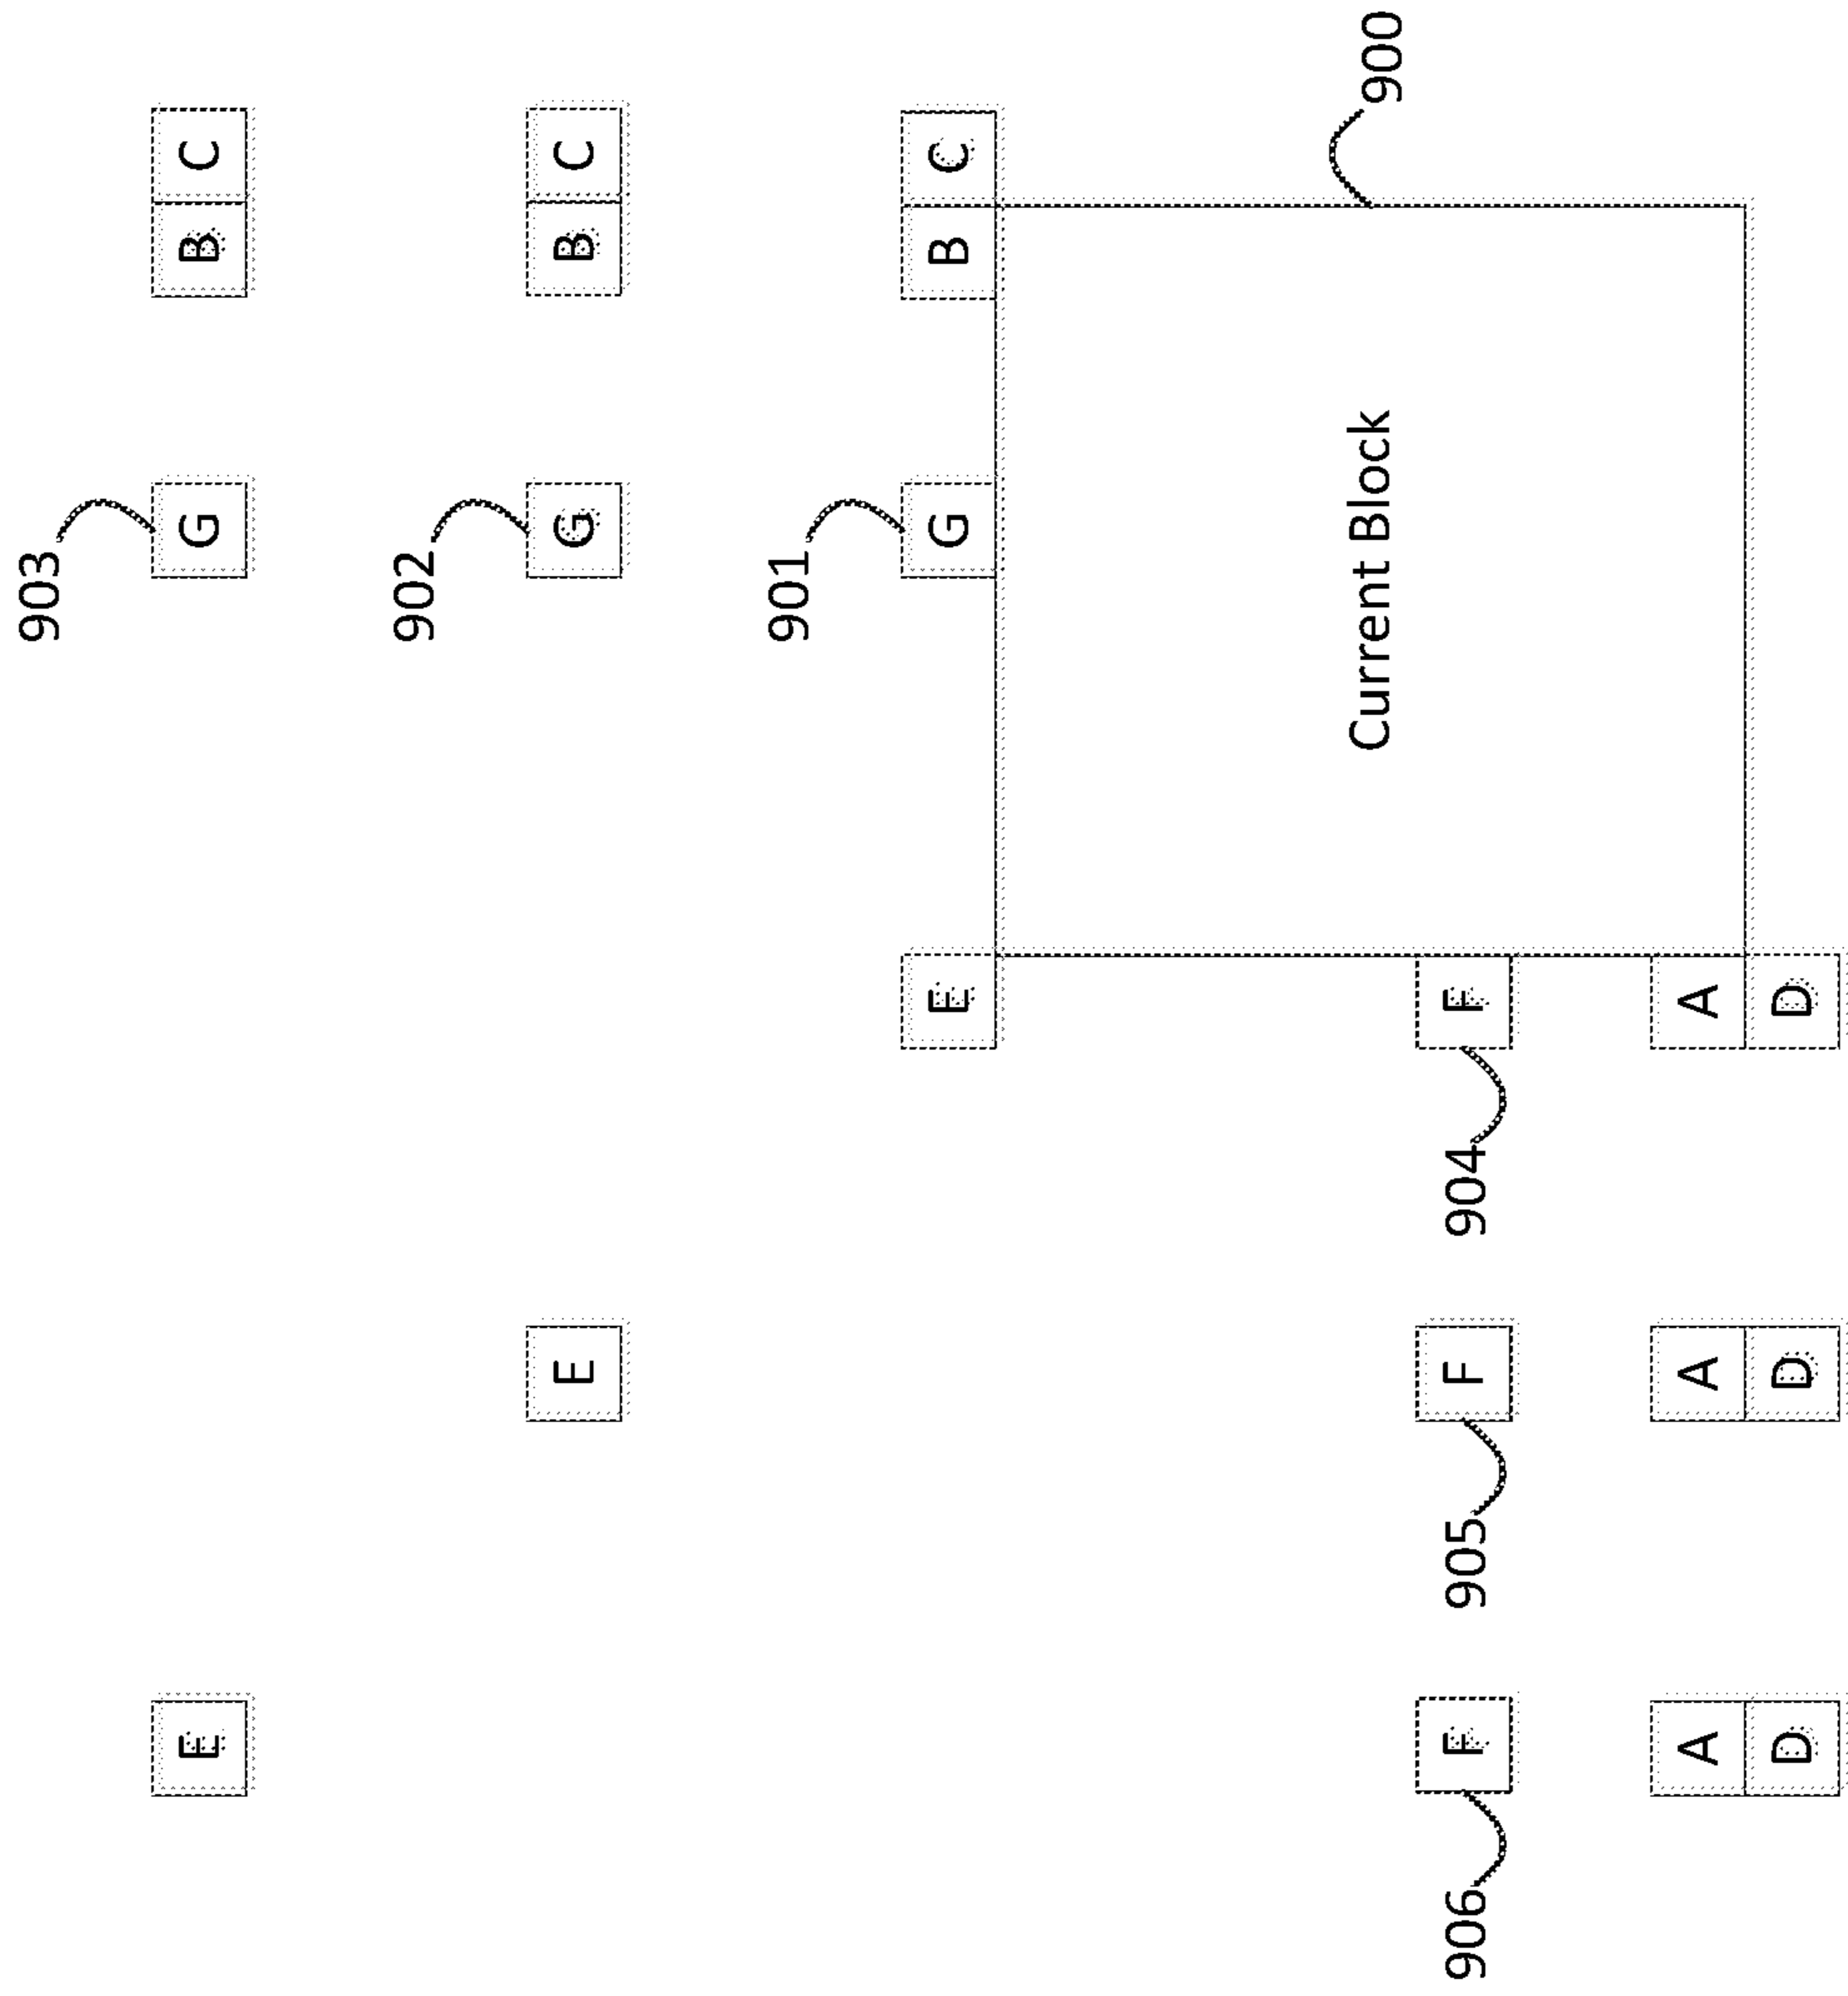 903
E G B C
902
E G B C
901
E G B C
Current Block 900
906 F 905 F 904 F
A A A
D D D